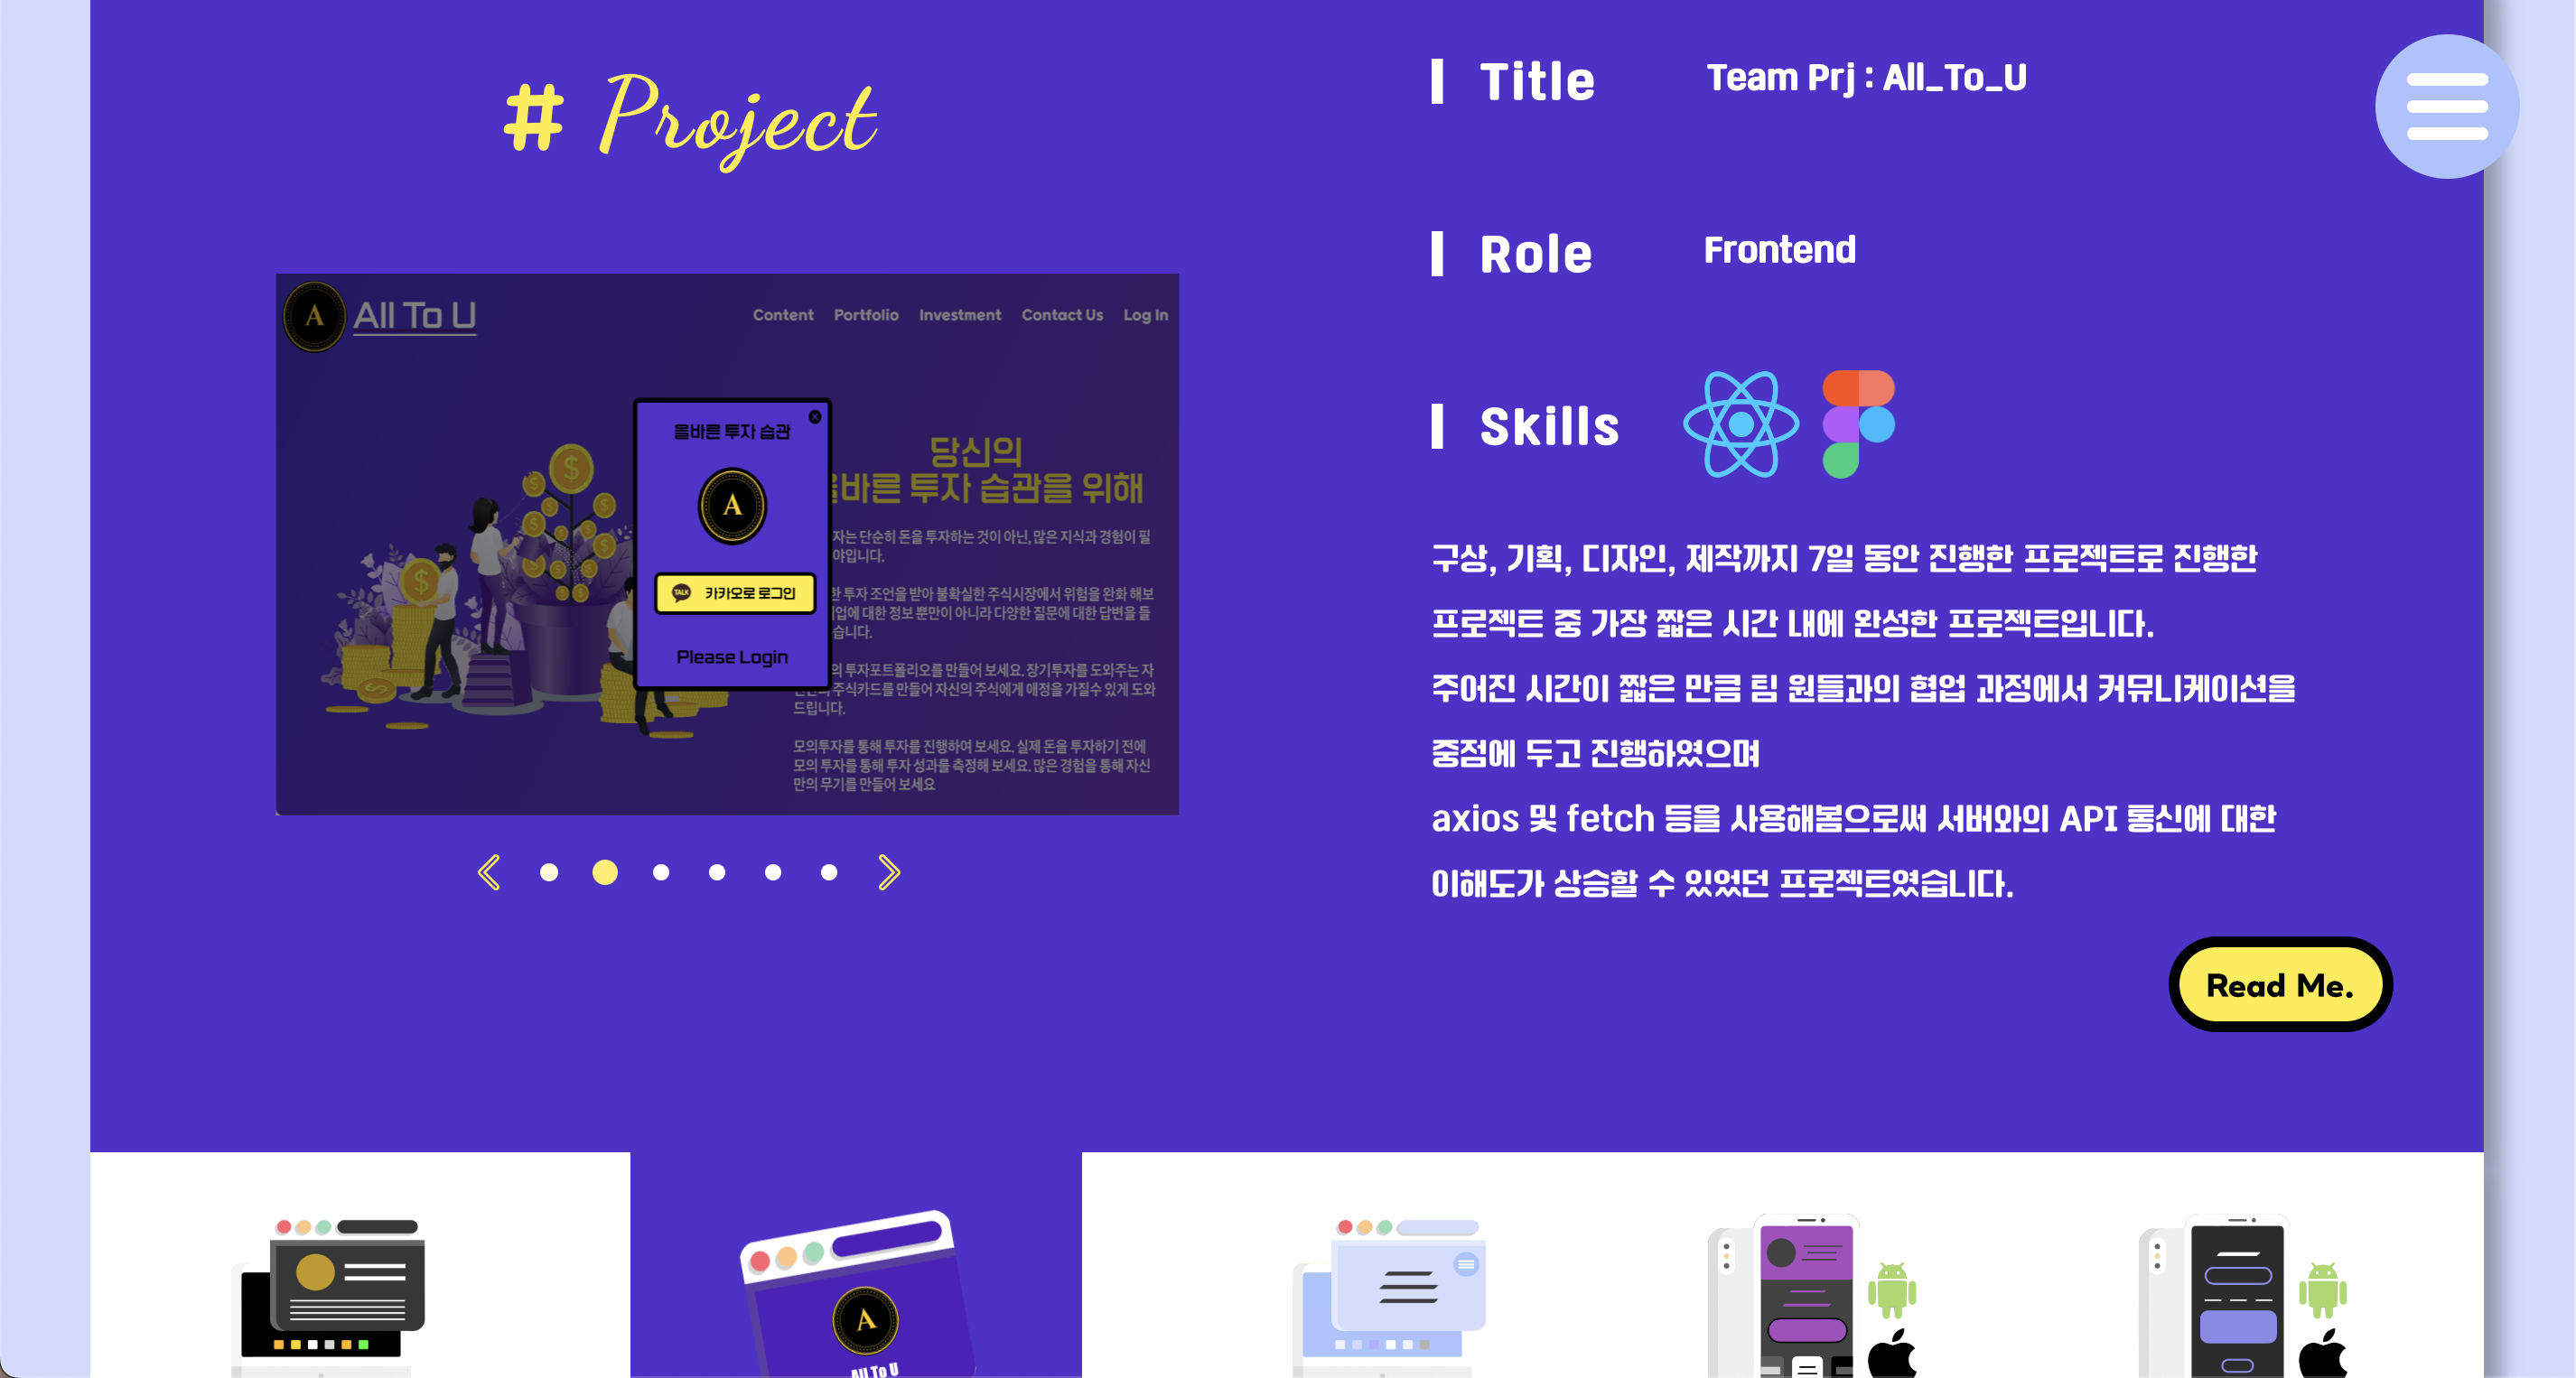 # Project
Title
Team Prj : All_To_U
Role
Frontend
Skills
A
All To U
Content
Portfolio
Investment
Contact Us
Log In
올바른 투자 습관
A
TALK
카카오로 로그인
Please Login
당신의
바른 투자 습관을 위해
자는 단순히 돈을 투자하는 것이 아닌, 많은 지식과 경험이 필
야입니다.
한 투자 조언을 받아 불확실한 주식시장에서 위험을 완화 해보
업에 대한 정보 뿐만이 아니라 다양한 질문에 대한 답변을 들
습니다.
의 투자포트폴리오를 만들어 보세요. 장기투자를 도와주는 자
주식카드를 만들어 자신의 주식에게 애정을 가질수 있게 도와
드립니다.
모의투자를 통해 투자를 진행하여 보세요. 실제 돈을 투자하기 전에
모의 투자를 통해 투자 성과를 측정해 보세요. 많은 경험을 통해 자신
만의 무기를 만들어 보세요
구상, 기획, 디자인, 제작까지 7일 동안 진행한 프로젝트로 진행한
프로젝트 중 가장 짧은 시간 내에 완성한 프로젝트입니다.
주어진 시간이 짧은 만큼 팀 원들과의 협업 과정에서 커뮤니케이션을
중점에 두고 진행하였으며
axios 및 fetch 등을 사용해봄으로써 서버와의 API 통신에 대한
이해도가 상승할 수 있었던 프로젝트였습니다.
Read Me.
A
All To U